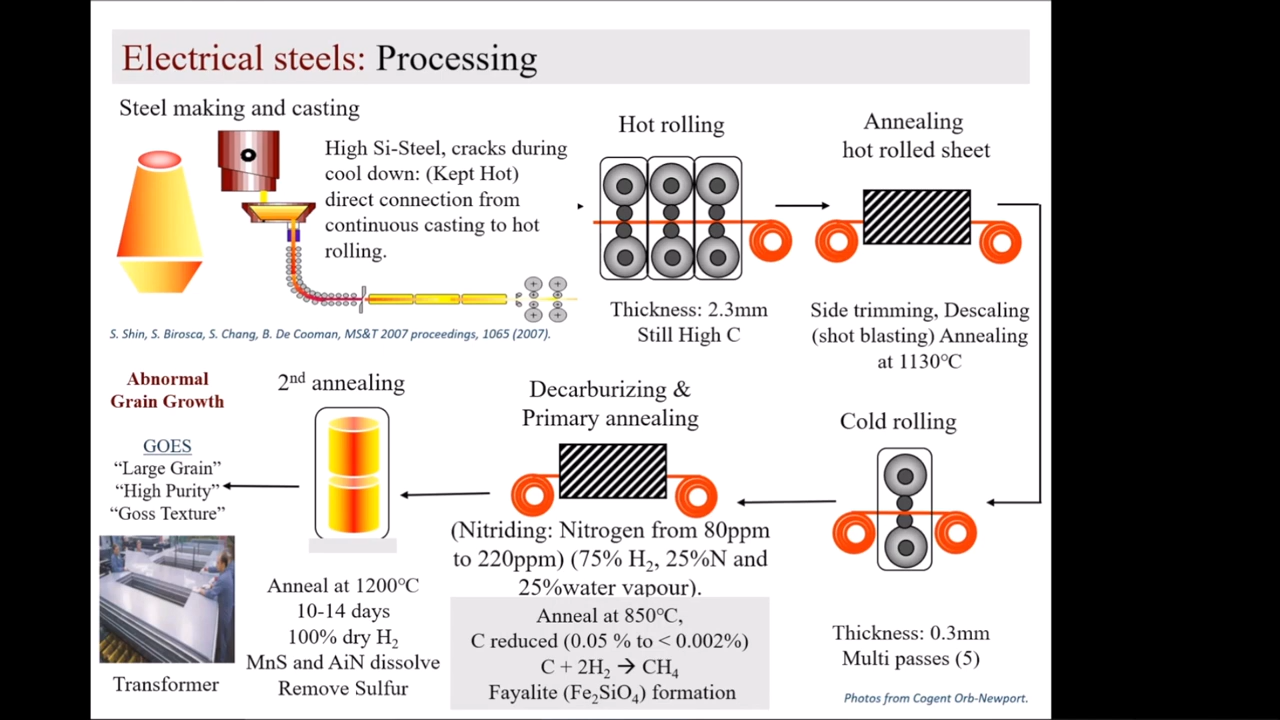 Electrical steels: Processing
Steel making and casting
High Si-Steel, cracks during
cool down: (Kept Hot)
direct connection from
continuous casting to hot
rolling.
S. Shin, S. Birosca, S. Chang, B. De Cooman, MS&T 2007 proceedings, 1065 (2007).
Hot rolling
Thickness: 2.3mm
Still High C
Annealing
hot rolled sheet
Side trimming, Descaling
(shot blasting) Annealing
at 1130℃
Cold rolling
Thickness: 0.3mm
Multi passes (5)
Photos from Cogent Orb-Newport.
Decarburizing &
Primary annealing
(Nitriding: Nitrogen from 80ppm
to 220ppm) (75% H₂, 25%N and
25%water vapour).
Anneal at 850℃,
C reduced (0.05 % to < 0.002%)
C + 2H₂ → CH₄
Fayalite (Fe₂SiO₄) formation
2nd annealing
Anneal at 1200℃
10-14 days
100% dry H₂
MnS and AiN dissolve
Remove Sulfur
Abnormal
Grain Growth
GOES
“Large Grain”
“High Purity”
“Goss Texture”
Transformer